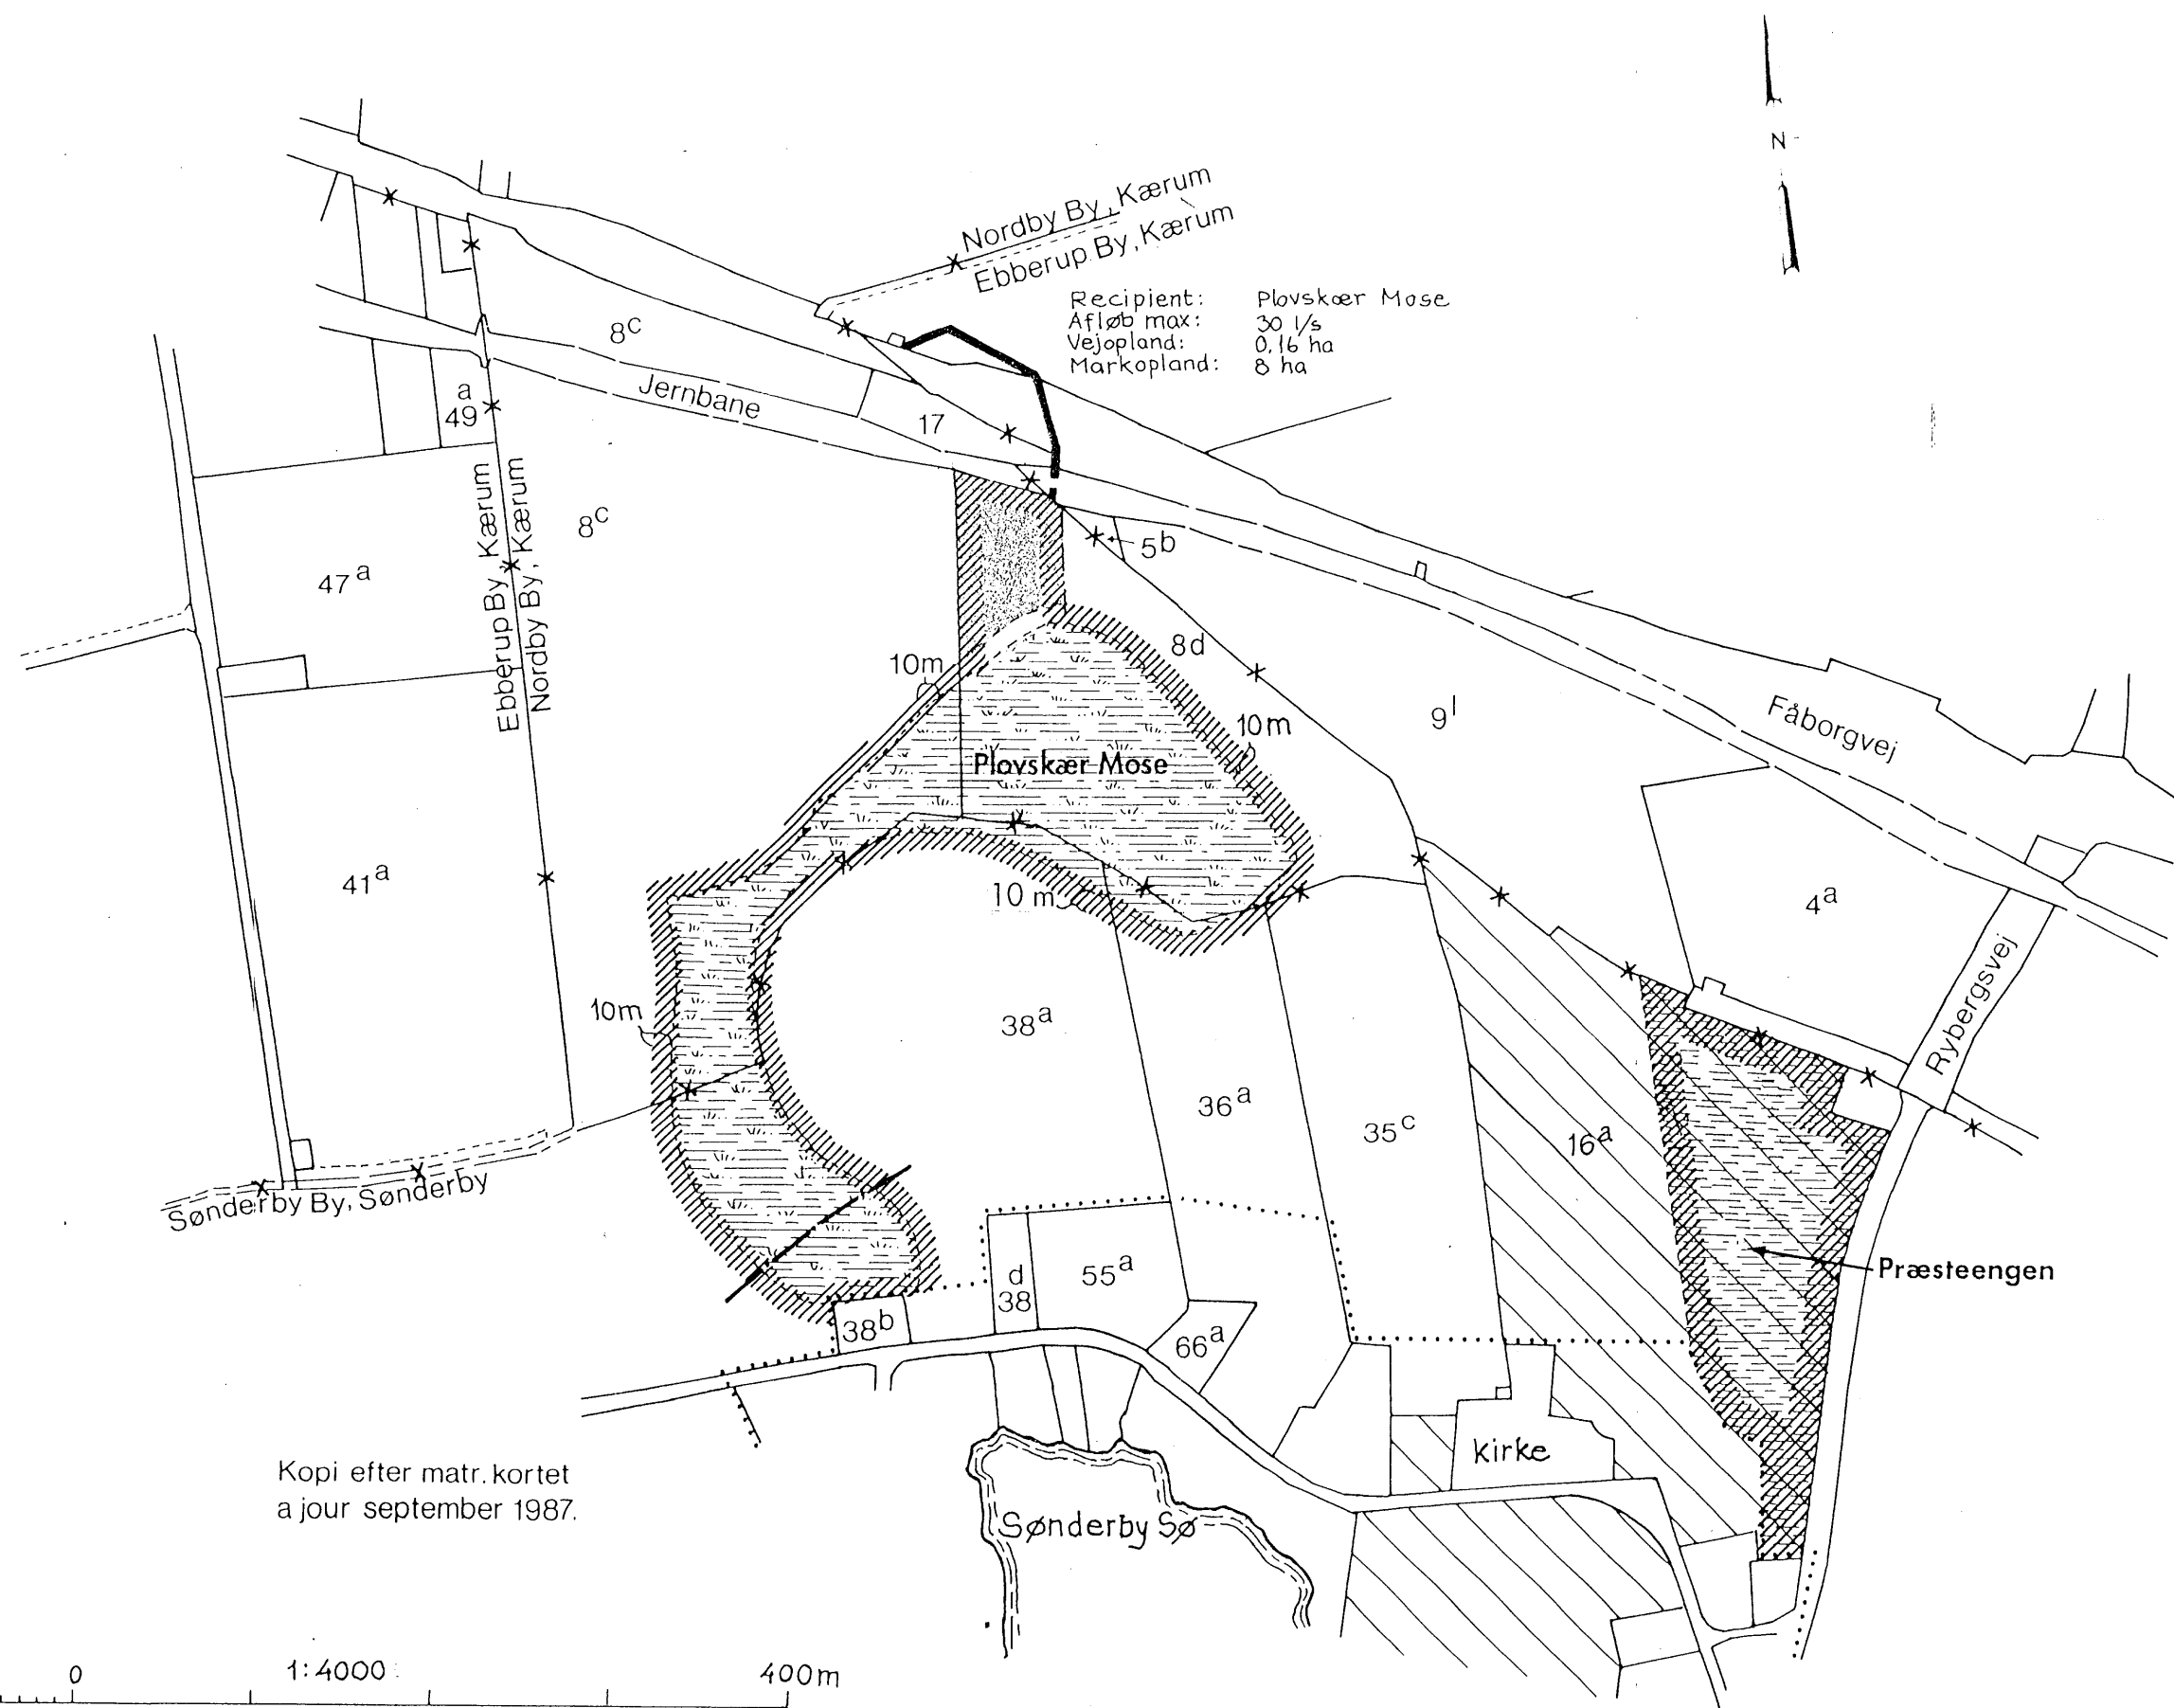 N
Nordby By, Kærum
Ebberup By, Kærum
Recipient: Plovskær Mose
Afløb max: 30 l/s
Vejopland: 0,16 ha
Markopland: 8 ha
8c
Jernbane
a
49
17
Ebberup By, Kærum
Nordby By, Kærum
8c
5b
47a
8d
10m
10m
9l
Fåborgvej
Plovskær Mose
41a
10 m
4a
10m
38a
Rybergsvej
36a
35c
16a
Sønderby By, Sønderby
Præsteengen
d
38
55a
38b
66a
kirke
Kopi efter matr. kortet
a jour september 1987.
Sønderby Sø
0 1:4000 400m